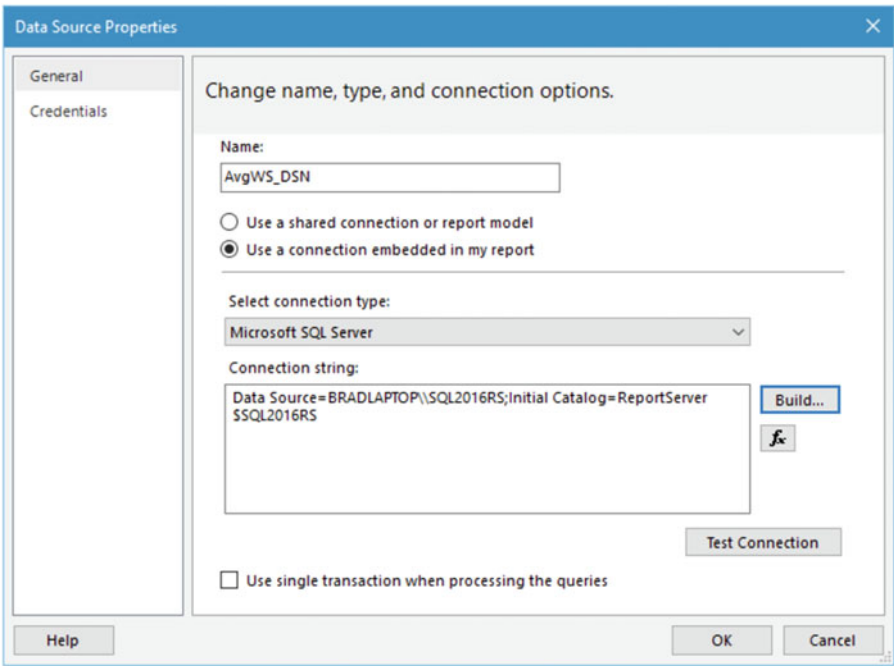 Data Source Properties
General
Credentials
Change name, type, and connection options.
Name:
AvgWS_DSN
Use a shared connection or report model
Use a connection embedded in my report
Select connection type:
Microsoft SQL Server
Connection string:
Data Source=BRADLAPTOP\\SQL2016RS;Initial Catalog=ReportServer
$SQL2016RS
Build...
fx
Test Connection
Use single transaction when processing the queries
Help
OK
Cancel